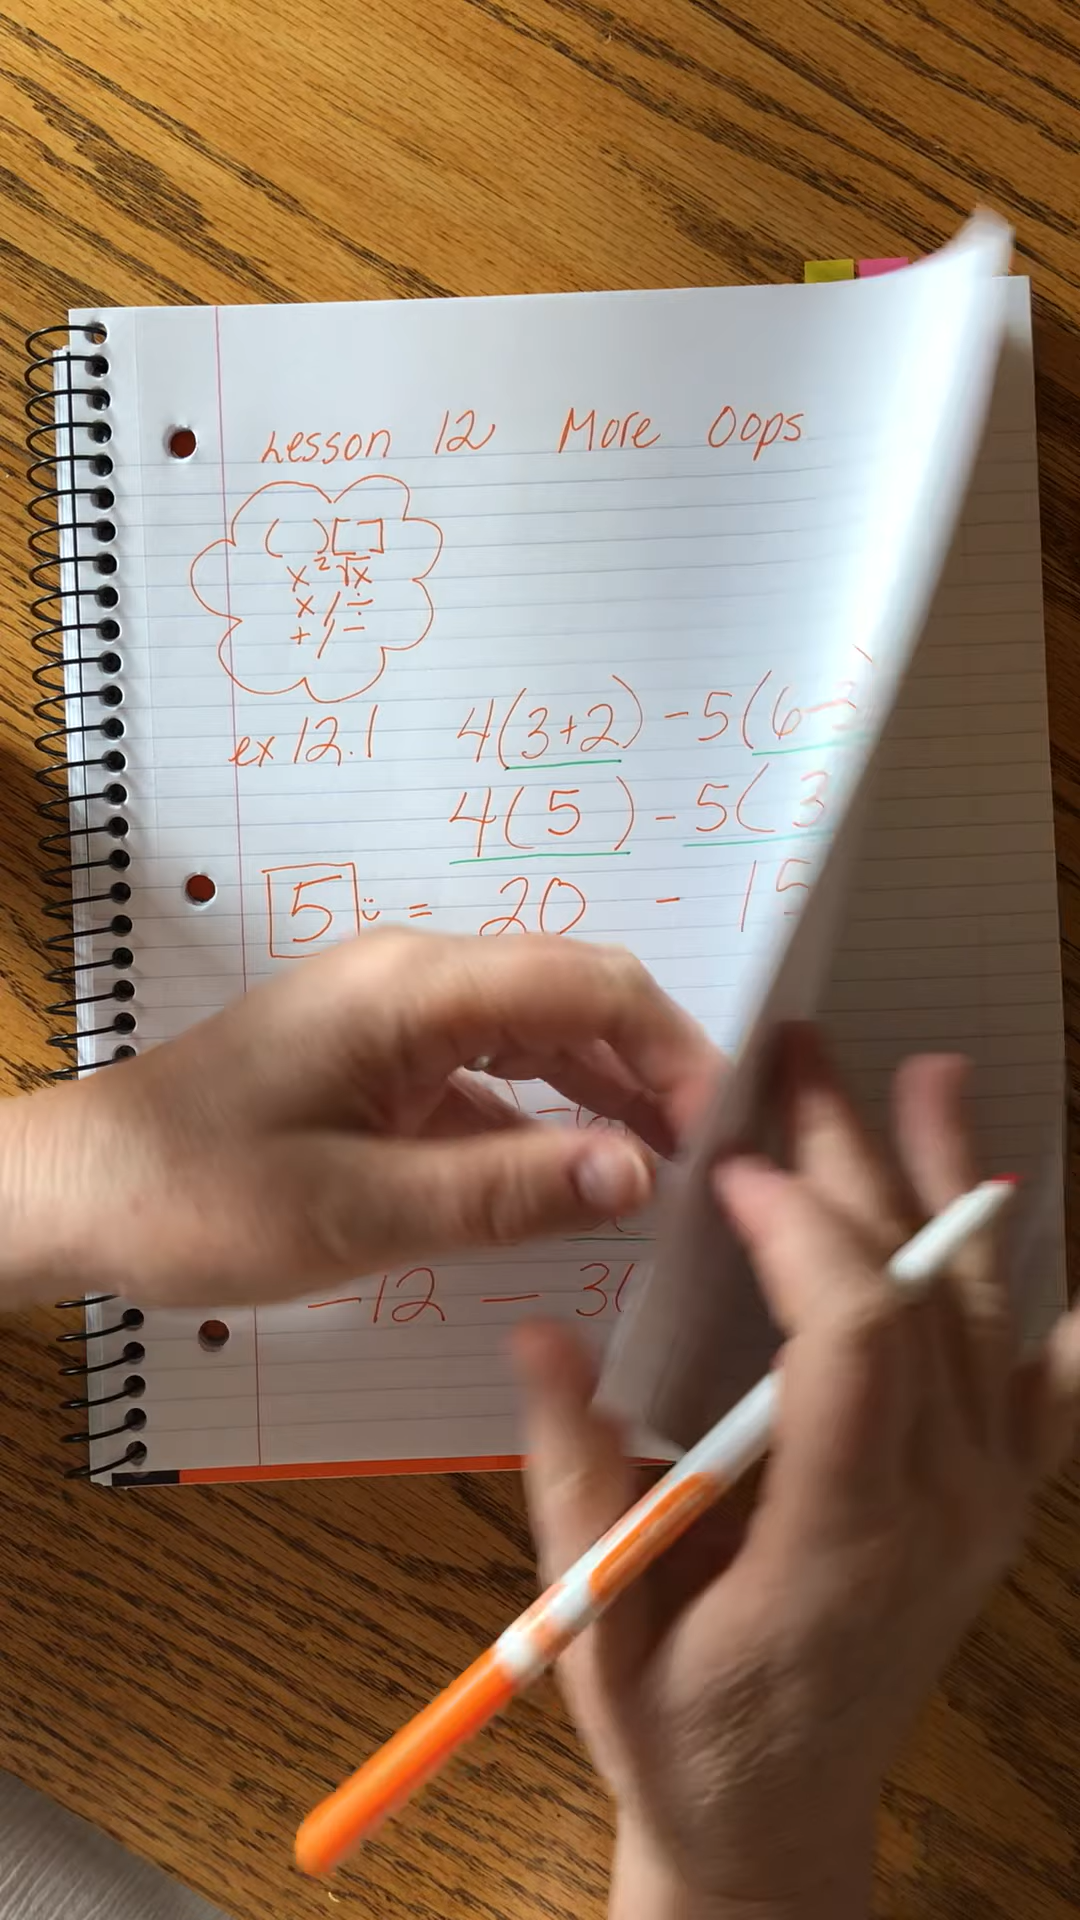 Lesson 12 More Oops
( ) [ ]
x² √x
x / ÷
+ / -
ex 12.1 4(3+2) - 5(6-3)
4( 5 ) - 5( 3
5 = 20 - 15
-12 - 3(